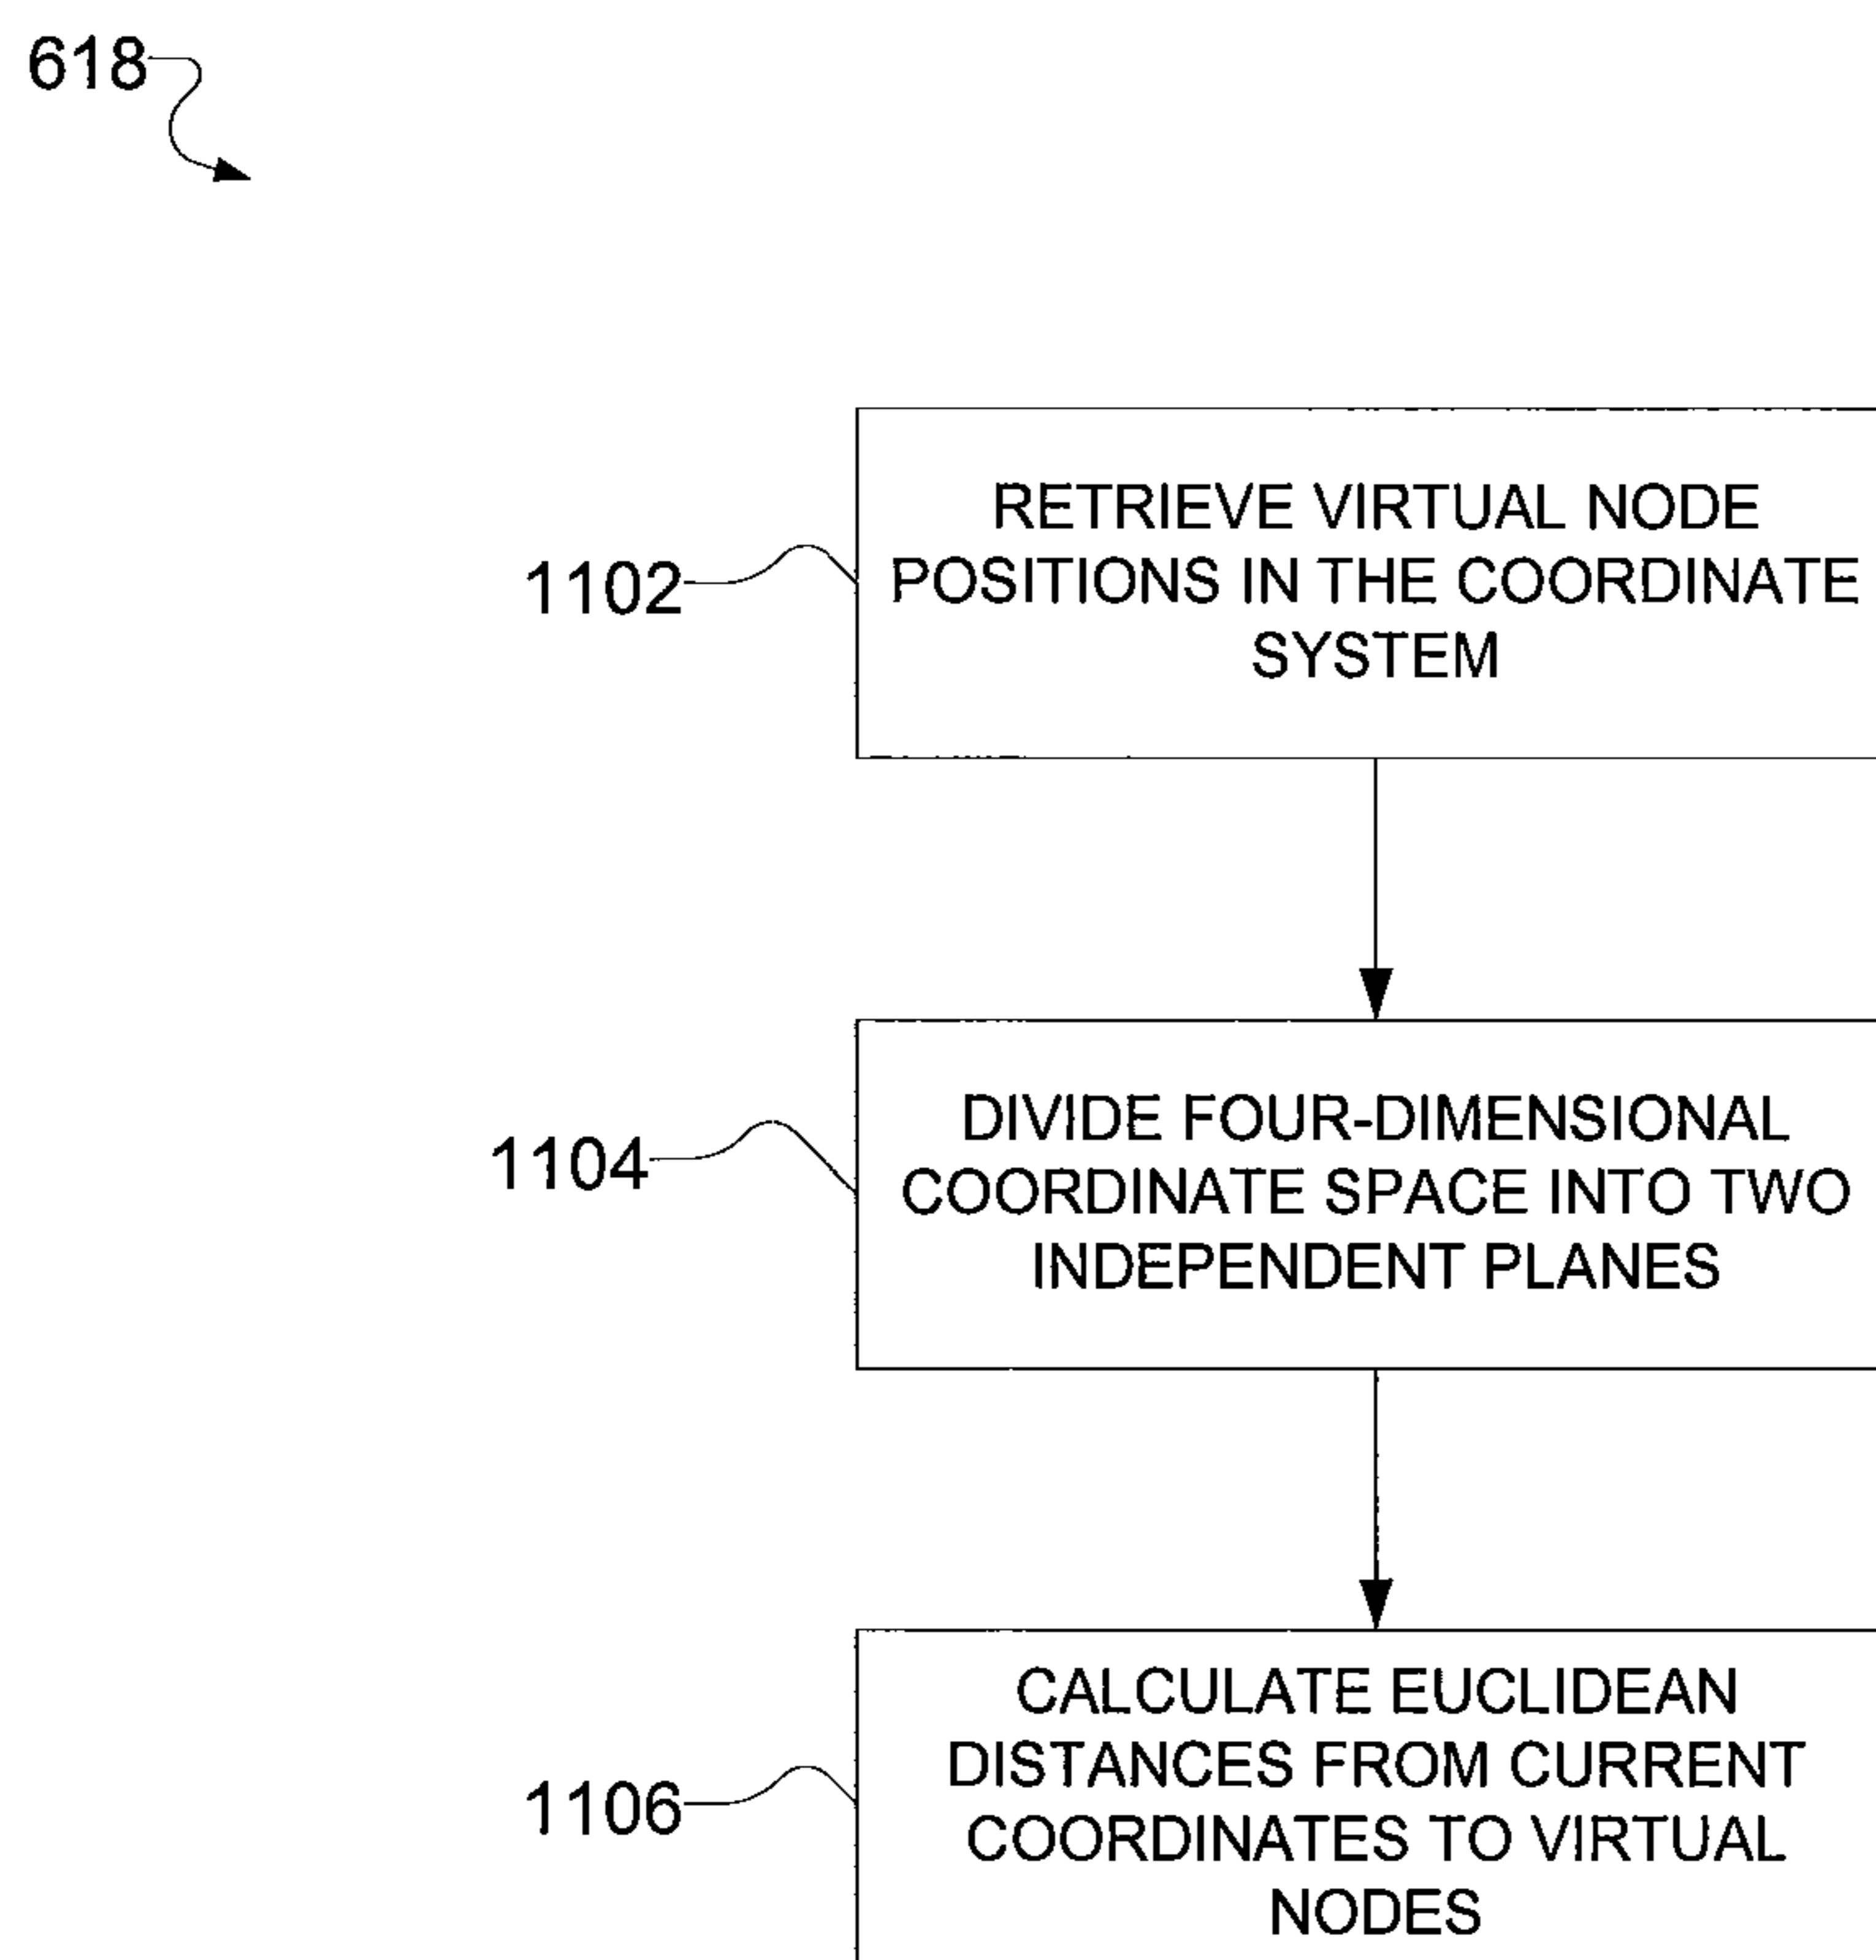 618
RETRIEVE VIRTUAL NODE
POSITIONS IN THE COORDINATE
SYSTEM
1102
DIVIDE FOUR-DIMENSIONAL
COORDINATE SPACE INTO TWO
INDEPENDENT PLANES
1104
CALCULATE EUCLIDEAN
DISTANCES FROM CURRENT
COORDINATES TO VIRTUAL
NODES
1106